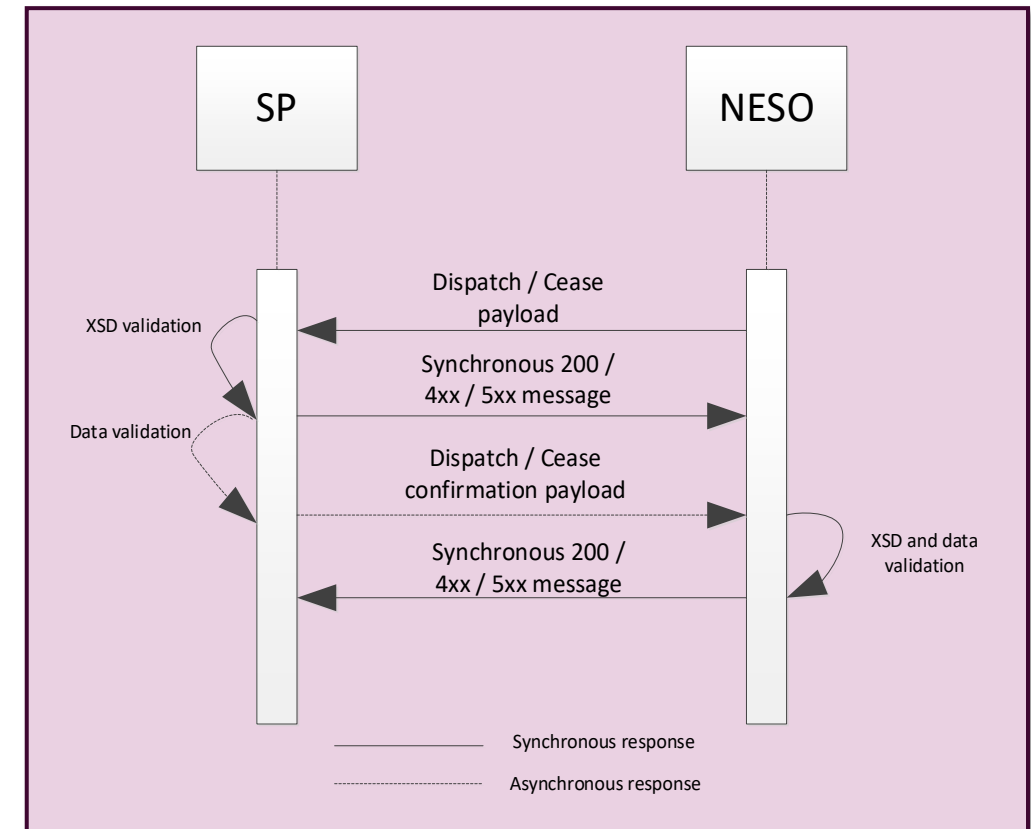 SP
NESO
Dispatch / Cease
payload
XSD validation
Synchronous 200 /
4xx / 5xx message
Data validation
Dispatch / Cease
confirmation payload
Synchronous 200 /
4xx / 5xx message
XSD and data
validation
Synchronous response
Asynchronous response